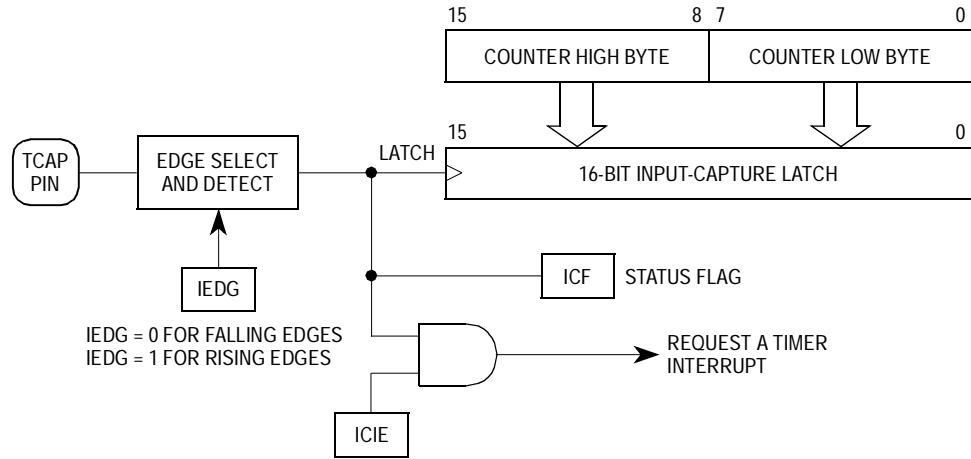 15 8 7 0
COUNTER HIGH BYTE COUNTER LOW BYTE
15 0
TCAP
PIN
EDGE SELECT
AND DETECT
LATCH
16-BIT INPUT-CAPTURE LATCH
IEDG
ICF STATUS FLAG
IEDG = 0 FOR FALLING EDGES
IEDG = 1 FOR RISING EDGES
REQUEST A TIMER
INTERRUPT
ICIE